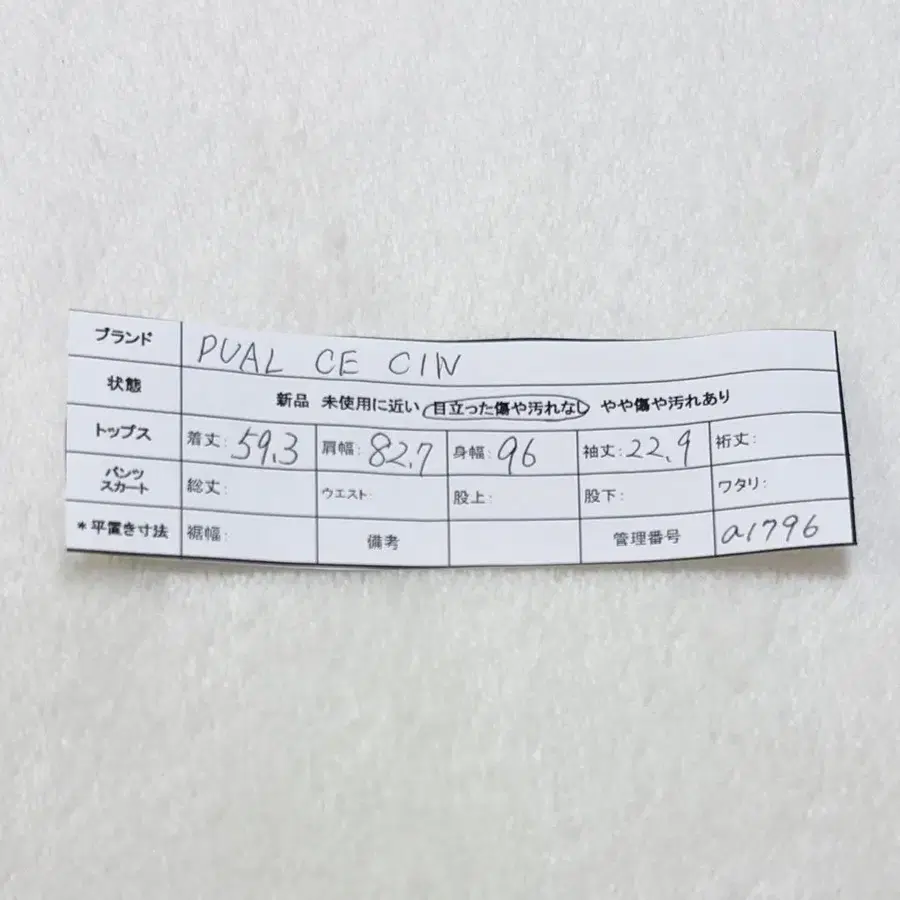 ブランド PUAL CE CIN
状態 新品 未使用に近い 目立った傷や汚れなし やや傷や汚れあり
トップス 着丈: 59.3 肩幅: 82.7 身幅: 96 袖丈: 22.9 裄丈:
パンツ スカート 総丈: ウエスト: 股上: 股下: ワタリ:
*平置き寸法 裾幅: 備考 管理番号 a1796